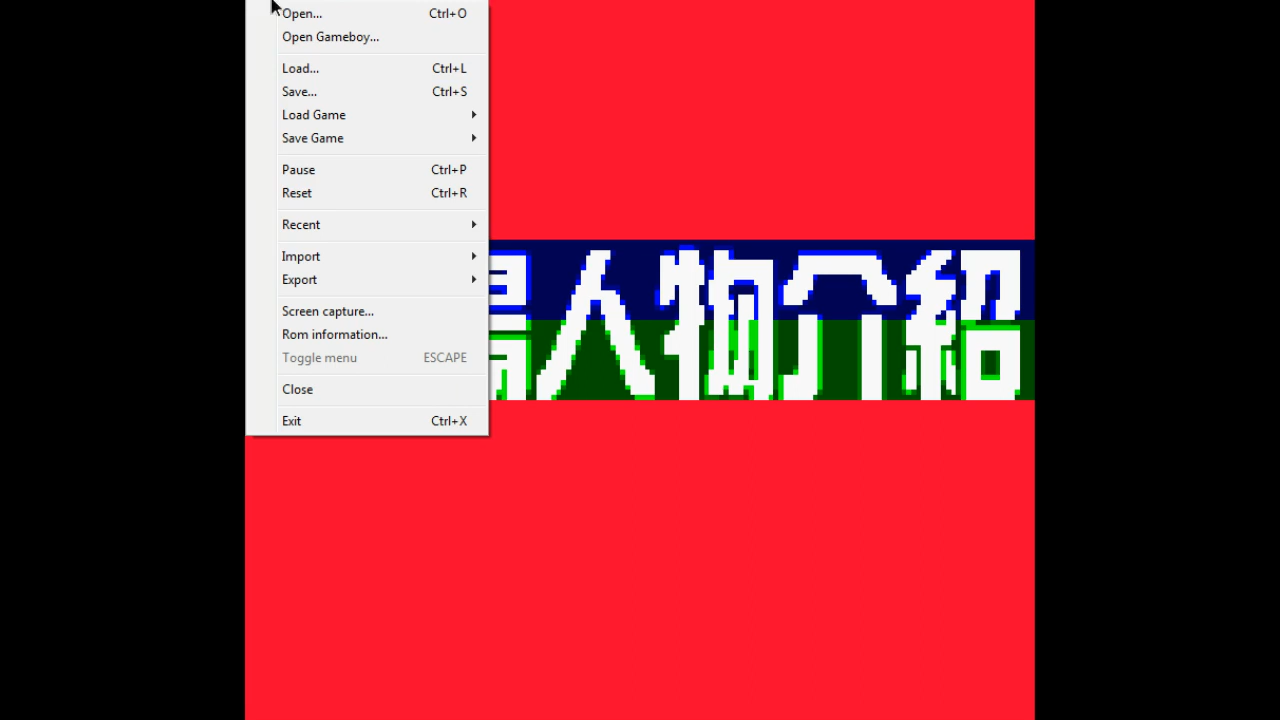 Open... Ctrl+O
Open Gameboy...
Load... Ctrl+L
Save... Ctrl+S
Load Game
Save Game
Pause Ctrl+P
Reset Ctrl+R
Recent
Import
Export
Screen capture...
Rom information...
Toggle menu ESCAPE
Close
Exit Ctrl+X
人物介紹